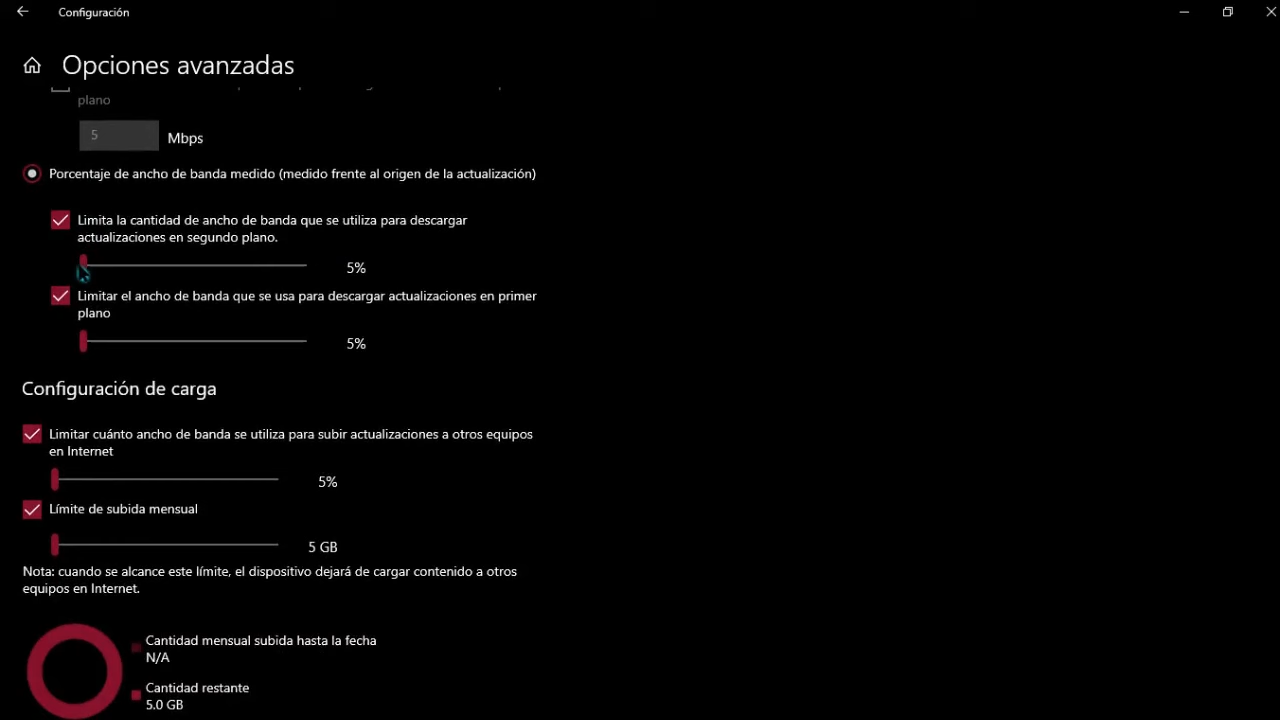 Configuración
Opciones avanzadas
plano
5
Mbps
Porcentaje de ancho de banda medido (medido frente al origen de la actualización)
Limita la cantidad de ancho de banda que se utiliza para descargar
actualizaciones en segundo plano.
5%
Limitar el ancho de banda que se usa para descargar actualizaciones en primer
plano
5%
Configuración de carga
Limitar cuánto ancho de banda se utiliza para subir actualizaciones a otros equipos
en Internet
5%
Límite de subida mensual
5 GB
Nota: cuando se alcance este límite, el dispositivo dejará de cargar contenido a otros
equipos en Internet.
Cantidad mensual subida hasta la fecha
N/A
Cantidad restante
5.0 GB